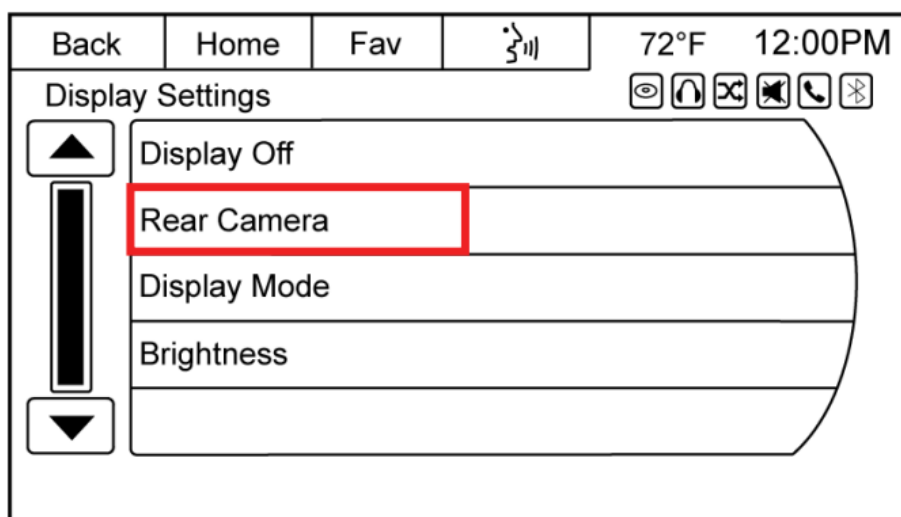 Back Home Fav 72°F 12:00PM
Display Settings
Display Off
Rear Camera
Display Mode
Brightness